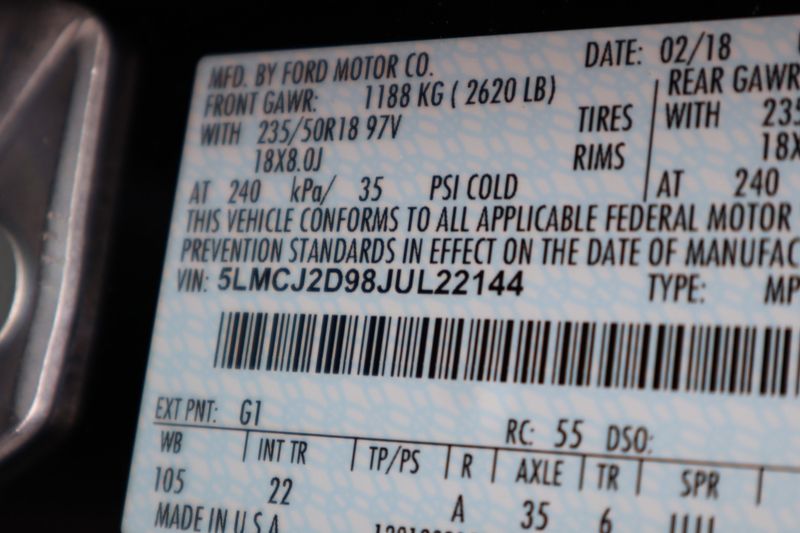 MFD. BY FORD MOTOR CO. DATE: 02/18
FRONT GAWR: 1188 KG ( 2620 LB) REAR GAWR
WITH 235/50R18 97V TIRES WITH
18X8.0J RIMS 18X
AT 240 kPa/ 35 PSI COLD AT 240
THIS VEHICLE CONFORMS TO ALL APPLICABLE FEDERAL MOTOR
PREVENTION STANDARDS IN EFFECT ON THE DATE OF MANUFAC
VIN: 5LMCJ2D98JUL22144 TYPE: MP
EXT PNT: G1 RC: 55 DSO:
WB INT TR TP/PS R AXLE TR SPR
105 22 A 35 6
MADE IN U S A